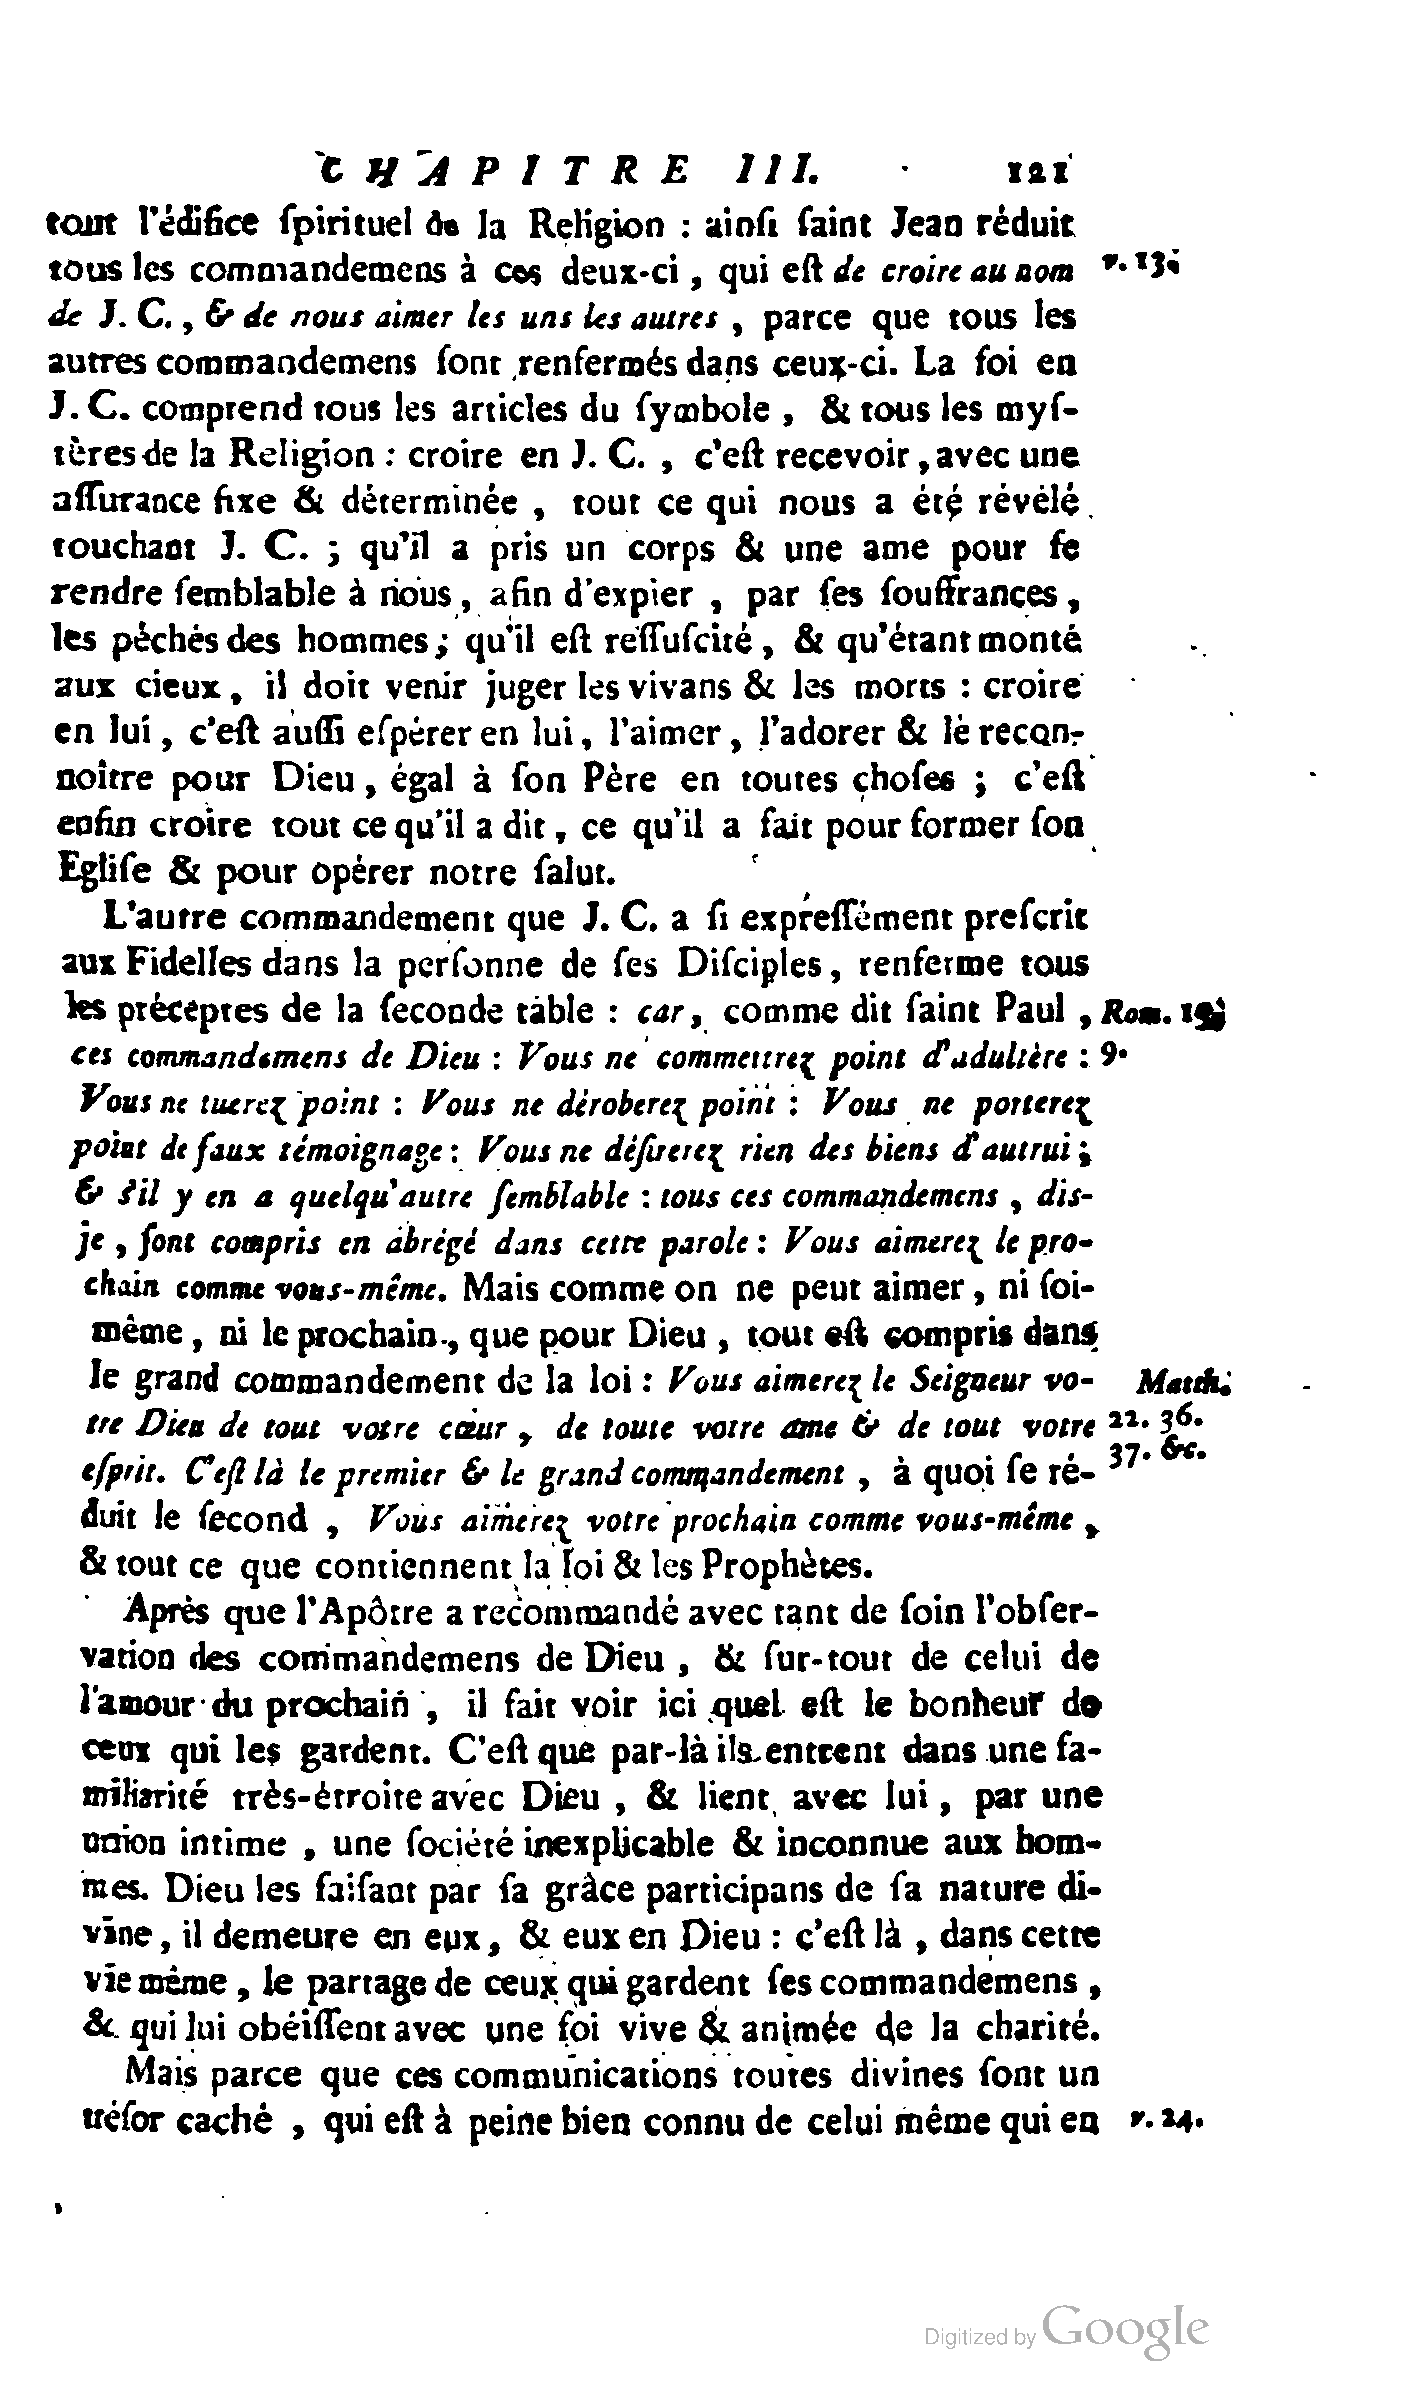 CHAPITRE III. 121
tout l'édifice ſpirituel de la Religion : ainſi ſaint Jean réduit
tous les commandemens à ces deux-ci, qui eſt de croire au nom v. 13.
de J. C., & de nous aimer les uns les autres, parce que tous les
autres commandemens ſont renfermés dans ceux-ci. La foi en
J. C. comprend tous les articles du ſymbole, & tous les myſ-
tères de la Religion : croire en J. C., c'eſt recevoir, avec une
aſſurance fixe & déterminée, tout ce qui nous a été révélé
touchant J. C. ; qu'il a pris un corps & une ame pour ſe
rendre ſemblable à nous, afin d'expier, par ſes ſouffrances,
les péchés des hommes ; qu'il eſt reſſuſcité, & qu'étant monté
aux cieux, il doit venir juger les vivans & les morts : croire
en lui, c'eſt auſſi eſpérer en lui, l'aimer, l'adorer & le recon-
noître pour Dieu, égal à ſon Père en toutes choſes ; c'eſt
enfin croire tout ce qu'il a dit, ce qu'il a fait pour former ſon
Egliſe & pour opérer notre ſalut.
L'autre commandement que J. C. a ſi expreſſément preſcrit
aux Fidelles dans la perſonne de ſes Diſciples, renferme tous
les préceptes de la ſeconde table : car, comme dit ſaint Paul, Rom.
ces commandemens de Dieu : Vous ne commettrez point d'adultère : 9.
Vous ne tuerez point : Vous ne déroberez point : Vous ne porterez
point de faux témoignage : Vous ne déſirerez rien des biens d'autrui ;
& s'il y en a quelqu'autre ſemblable : tous ces commandemens, dis-
je, ſont compris en abrégé dans cette parole : Vous aimerez le pro-
chain comme vous-même. Mais comme on ne peut aimer, ni ſoi-
même, ni le prochain, que pour Dieu, tout eſt compris dans
le grand commandement de la loi : Vous aimerez le Seigneur vo- Matth.
tre Dieu de tout votre cœur, de toute votre ame & de tout votre 22. 36.
eſprit. C'eſt là le premier & le grand commandement, à quoi ſe ré- 37. &c.
duit le ſecond, Vous aimerez votre prochain comme vous-même,
& tout ce que contiennent la loi & les Prophètes.
Après que l'Apôtre a recommandé avec tant de ſoin l'obſer-
vation des commandemens de Dieu, & ſur-tout de celui de
l'amour du prochain, il fait voir ici quel eſt le bonheur de
ceux qui les gardent. C'eſt que par-là ils entrent dans une fa-
miliarité très-étroite avec Dieu, & lient avec lui, par une
union intime, une ſociété inexplicable & inconnue aux hom-
mes. Dieu les faiſant par ſa grâce participans de ſa nature di-
vine, il demeure en eux, & eux en Dieu : c'eſt là, dans cette
vie même, le partage de ceux qui gardent ſes commandemens,
& qui lui obéiſſent avec une foi vive & animée de la charité.
Mais parce que ces communications toutes divines ſont un
tréſor caché, qui eſt à peine bien connu de celui même qui en v. 24.
Digitized by Google